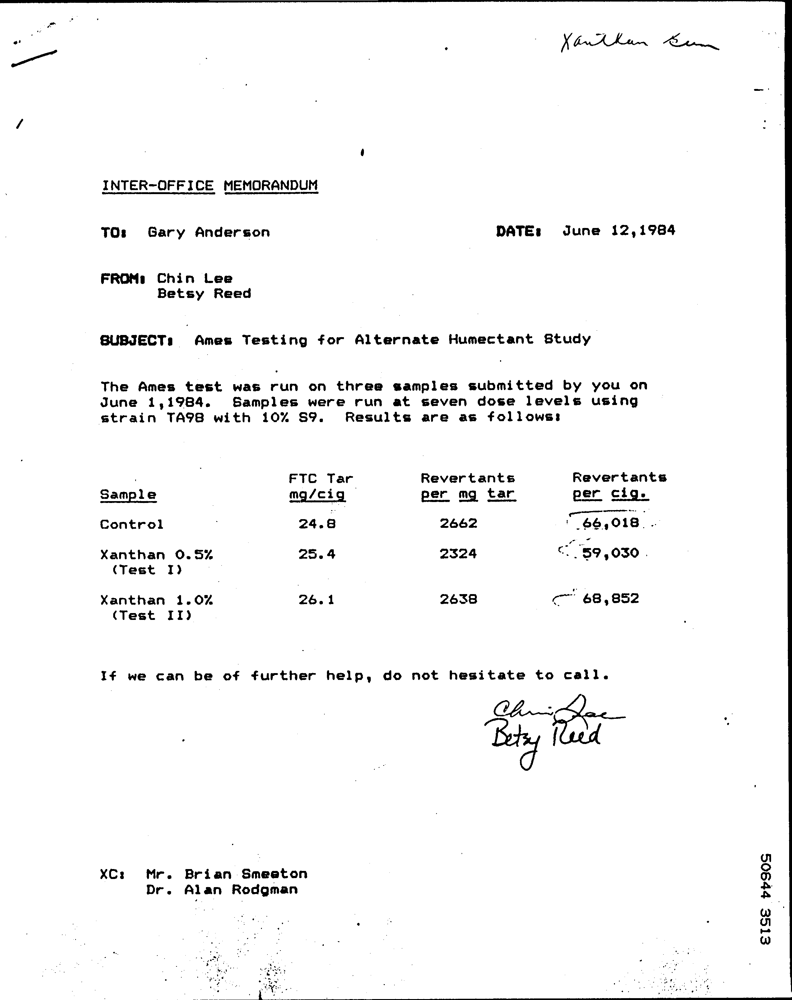 Xanthan Gum
INTER-OFFICE MEMORANDUM
TO: Gary Anderson DATE: June 12,1984
FROM: Chin Lee
Betsy Reed
SUBJECT: Ames Testing for Alternate Humectant Study
The Ames test was run on three samples submitted by you on
June 1,1984. Samples were run at seven dose levels using
strain TA98 with 10% S9. Results are as follows:
FTC Tar Revertants Revertants
Sample mg/cig per mg tar per cig.
Control 24.8 2662 66,018
Xanthan 0.5% 25.4 2324 59,030
(Test I)
Xanthan 1.0% 26.1 2638 68,852
(Test II)
If we can be of further help, do not hesitate to call.
Chin Lee
Betsy Reed
XC: Mr. Brian Smeeton
Dr. Alan Rodgman
50644 3513